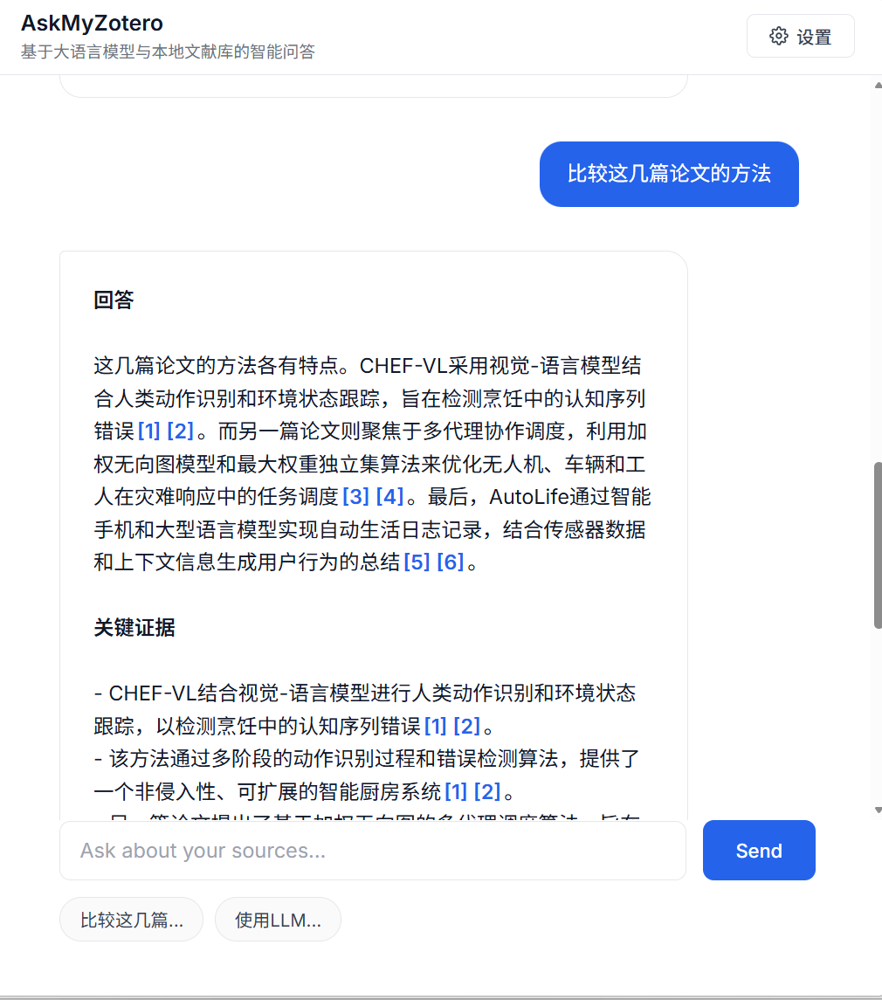 AskMyZotero
基于大语言模型与本地文献库的智能问答
设置
比较这几篇论文的方法
回答
这几篇论文的方法各有特点。CHEF-VL采用视觉-语言模型结
合人类动作识别和环境状态跟踪，旨在检测烹饪中的认知序列
错误[1] [2]。而另一篇论文则聚焦于多代理协作调度，利用加
权无向图模型和最大权重独立集算法来优化无人机、车辆和工
人在灾难响应中的任务调度[3] [4]。最后，AutoLife通过智能
手机和大型语言模型实现自动生活日志记录，结合传感器数据
和上下文信息生成用户行为的总结[5] [6]。
关键证据
- CHEF-VL结合视觉-语言模型进行人类动作识别和环境状态
跟踪，以检测烹饪中的认知序列错误[1] [2]。
- 该方法通过多阶段的动作识别过程和错误检测算法，提供了
一个非侵入性、可扩展的智能厨房系统[1] [2]。
Ask about your sources...
Send
比较这几篇...
使用LLM...